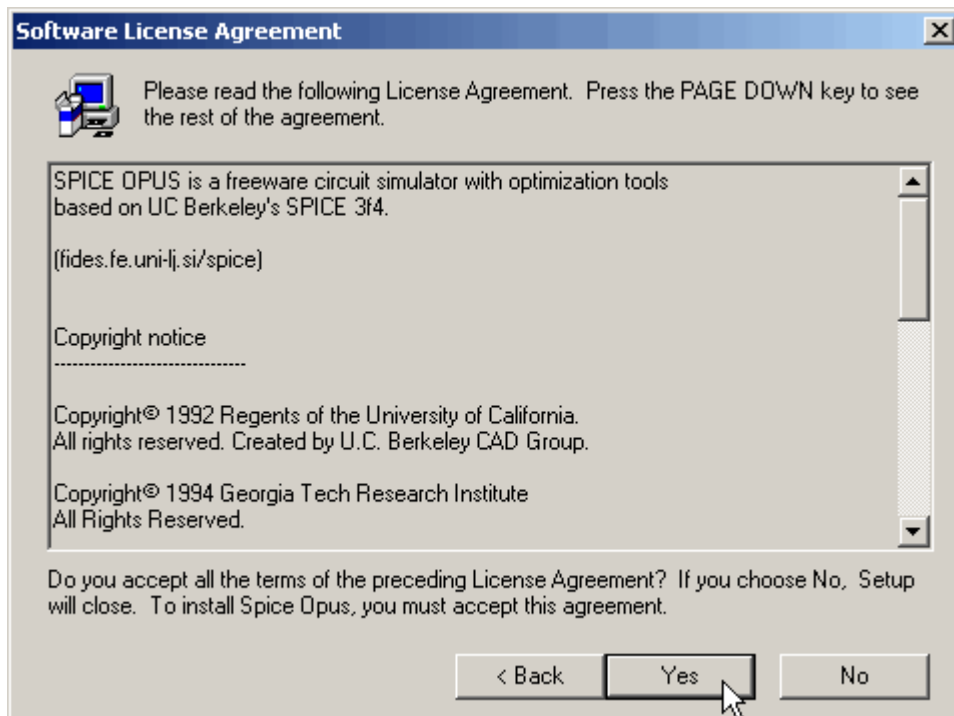 Software License Agreement
Please read the following License Agreement. Press the PAGE DOWN key to see
the rest of the agreement.
SPICE OPUS is a freeware circuit simulator with optimization tools
based on UC Berkeley's SPICE 3f4.
(fides.fe.uni-lj.si/spice)
Copyright notice
--------------------------------
Copyright© 1992 Regents of the University of California.
All rights reserved. Created by U.C. Berkeley CAD Group.
Copyright© 1994 Georgia Tech Research Institute
All Rights Reserved.
Do you accept all the terms of the preceding License Agreement? If you choose No, Setup
will close. To install Spice Opus, you must accept this agreement.
< Back
Yes
No